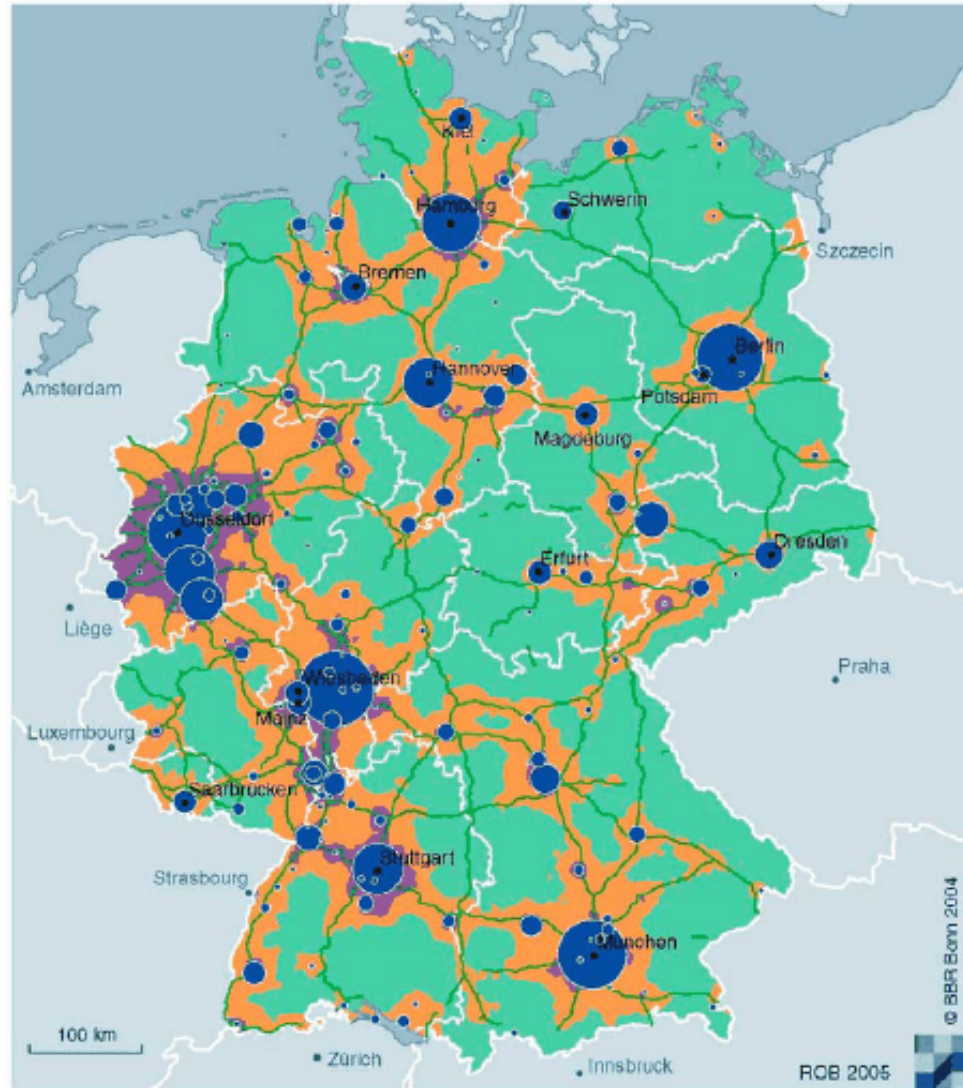 Kiel
Hamburg
Schwerin
Szczecin
Bremen
Berlin
Hannover
Amsterdam
Potsdam
Magdeburg
Düsseldorf
Dresden
Erfurt
Liège
Praha
Wiesbaden
Mainz
Luxembourg
Saarbrücken
Stuttgart
Strasbourg
München
© BBR Bonn 2004
100 km
Zürich
Innsbruck
ROB 2005